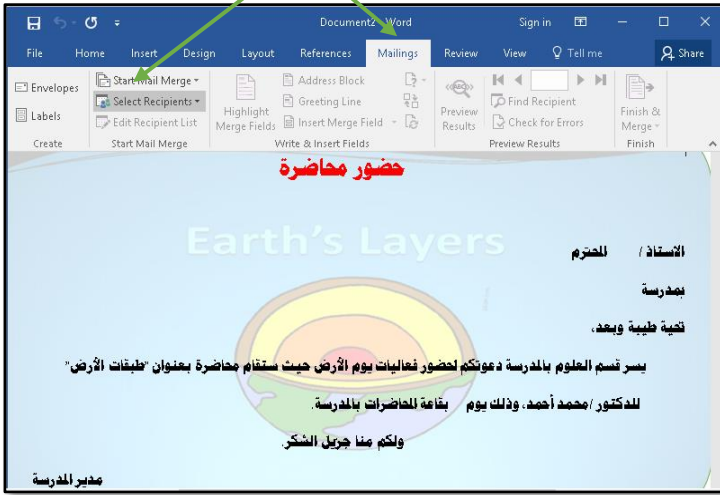 Document2 - Word
Sign in
File Home Insert Design Layout References Mailings Review View Tell me Share
Envelopes
Labels
Create
Start Mail Merge
Select Recipients
Edit Recipient List
Start Mail Merge
Highlight
Merge Fields
Address Block
Greeting Line
Insert Merge Field
Write & Insert Fields
ABC
Preview
Results
Find Recipient
Check for Errors
Preview Results
Finish &
Merge
Finish
حضور محاضرة
Earth's Layers
الاستاذ / المحترم
بمدرسة
تحية طيبة وبعد،
يسر قسم العلوم بالمدرسة دعوتكم لحضور فعاليات يوم الأرض حيث ستقام محاضرة بعنوان "طبقات الأرض"
للدكتور /محمد أحمد، وذلك يوم بقاعة المحاضرات بالمدرسة.
ولكم منا جزيل الشكر.
مدير المدرسة